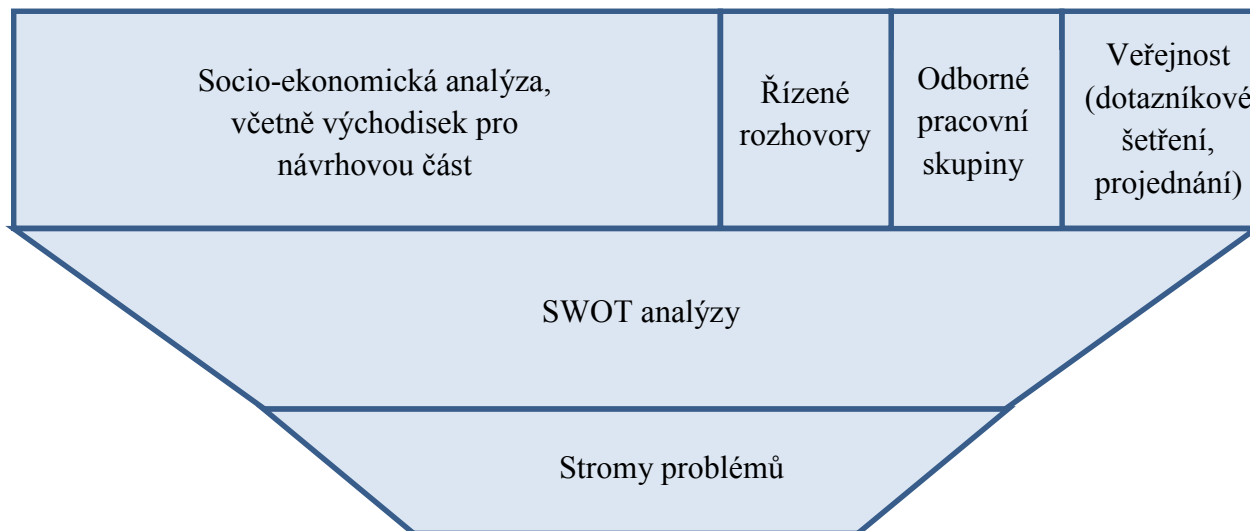 Socio-ekonomická analýza,
včetně východisek pro
návrhovou část
Řízené
rozhovory
Odborné
pracovní
skupiny
Veřejnost
(dotazníkové
šetření,
projednání)
SWOT analýzy
Stromy problémů